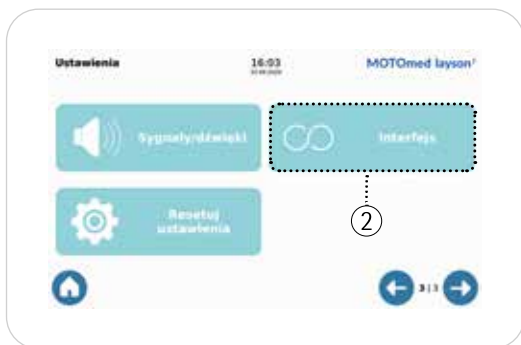 Ustawienia
16:03
MOTOmed layson
Sygnały/dźwięki
Interfejs
Resetuj
ustawienia
2
3 | 3